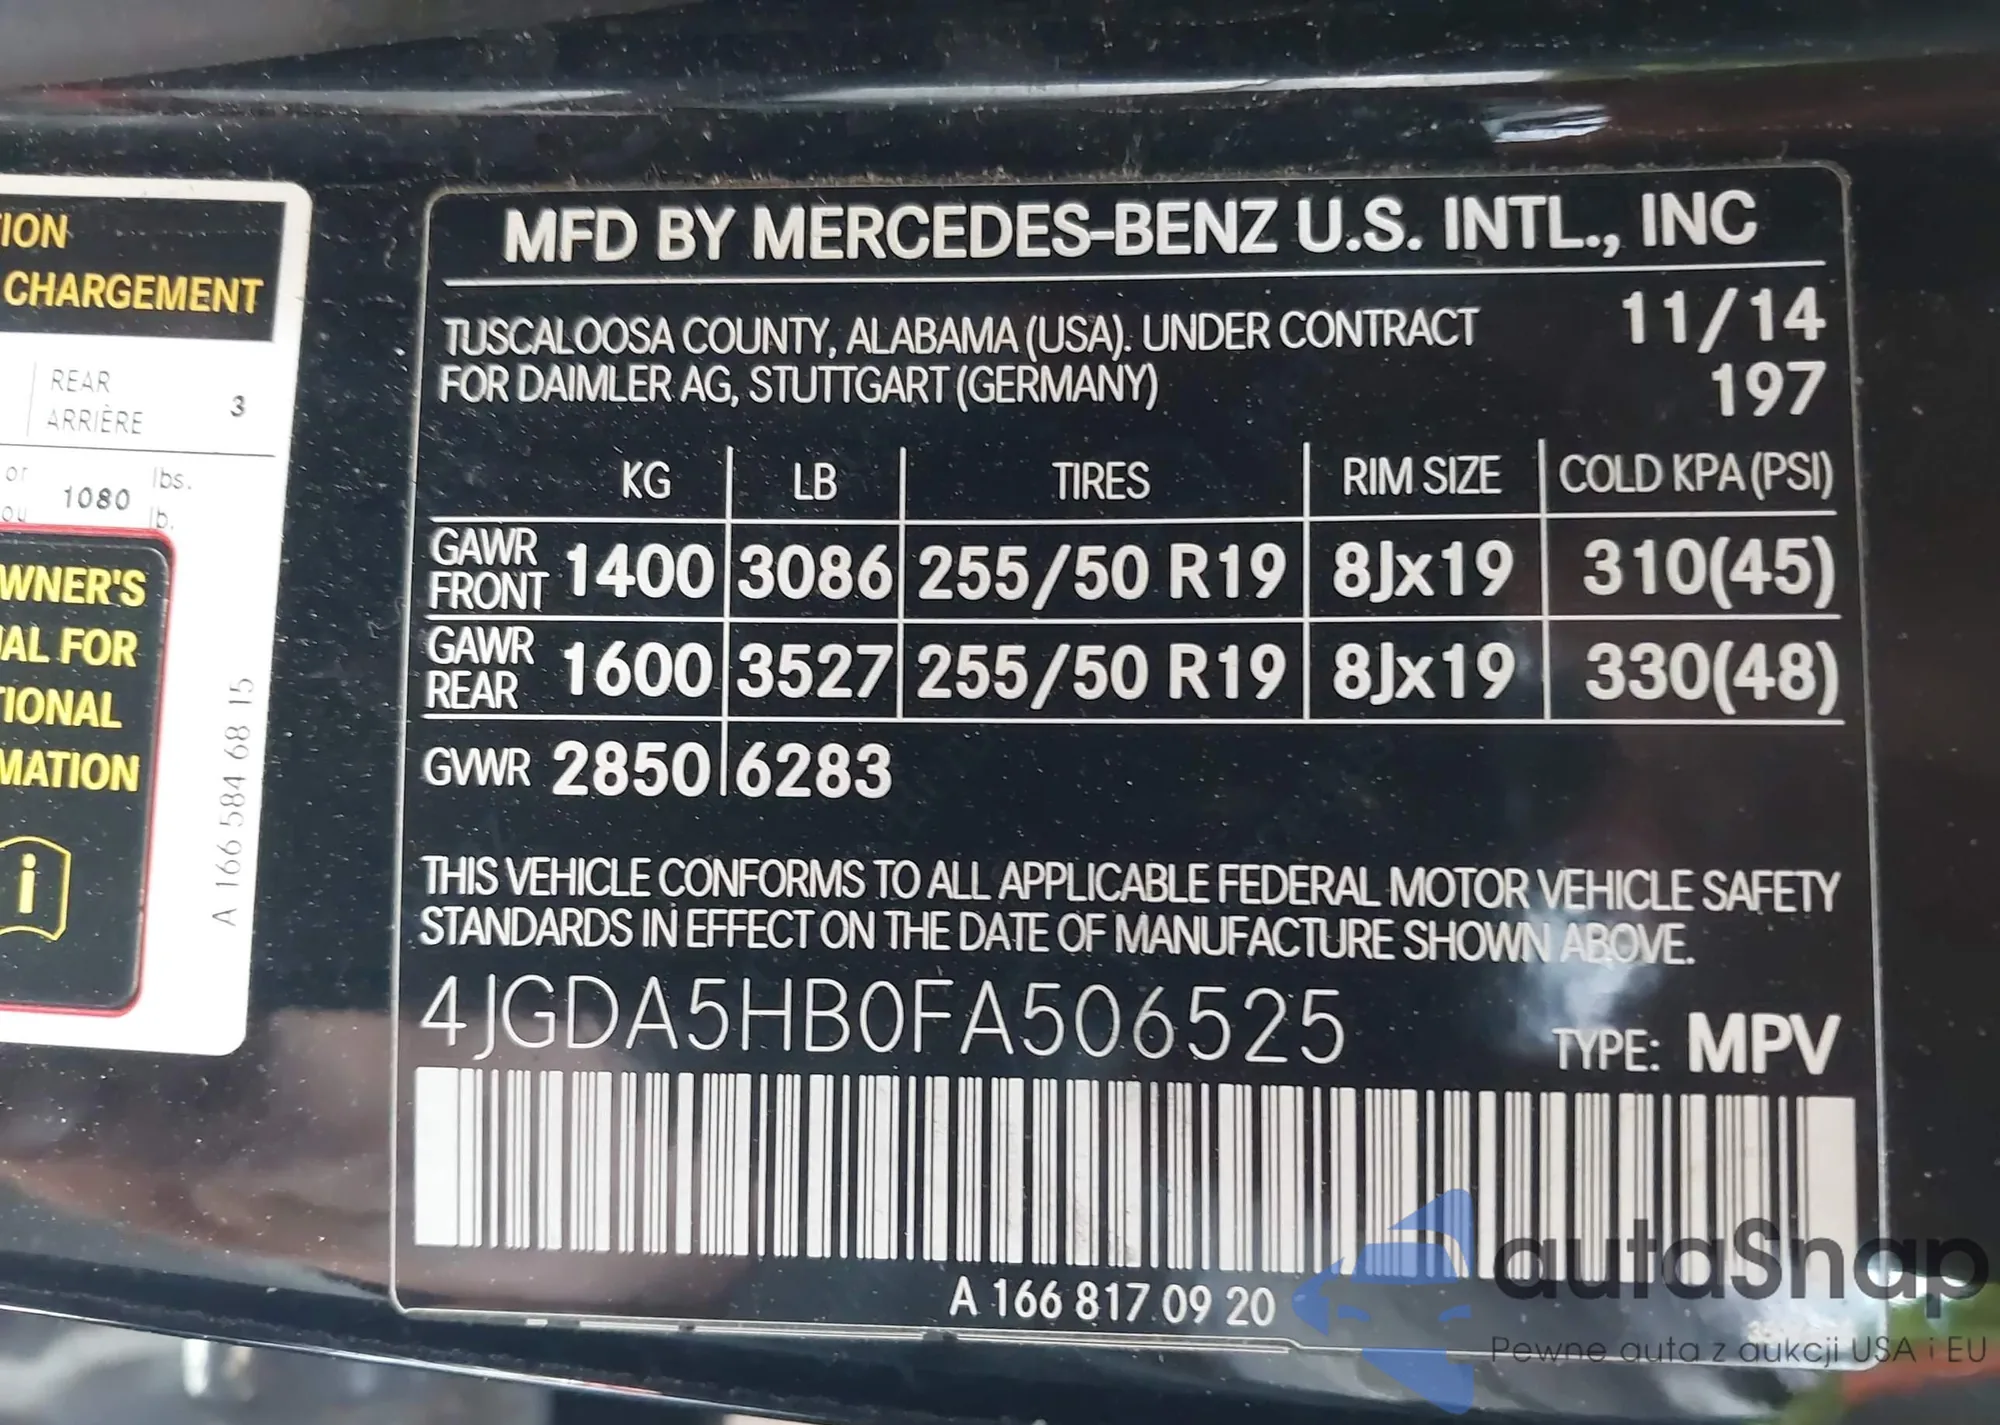 ION
CHARGEMENT
REAR
ARRIÈRE
3
or
ou
1080
lbs.
lb.
WNER'S
AL FOR
TIONAL
MATION
i
A 166 584 68 15
MFD BY MERCEDES-BENZ U.S. INTL., INC
TUSCALOOSA COUNTY, ALABAMA (USA). UNDER CONTRACT
FOR DAIMLER AG, STUTTGART (GERMANY)
11/14
197
KG LB TIRES RIM SIZE COLD KPA (PSI)
GAWR FRONT 1400 3086 255/50 R19 8Jx19 310(45)
GAWR REAR 1600 3527 255/50 R19 8Jx19 330(48)
GVWR 2850 6283
THIS VEHICLE CONFORMS TO ALL APPLICABLE FEDERAL MOTOR VEHICLE SAFETY
STANDARDS IN EFFECT ON THE DATE OF MANUFACTURE SHOWN ABOVE.
4JGDA5HB0FA506525
TYPE: MPV
A 166 817 09 20
autaSnap
Pewne auta z aukcji USA i EU